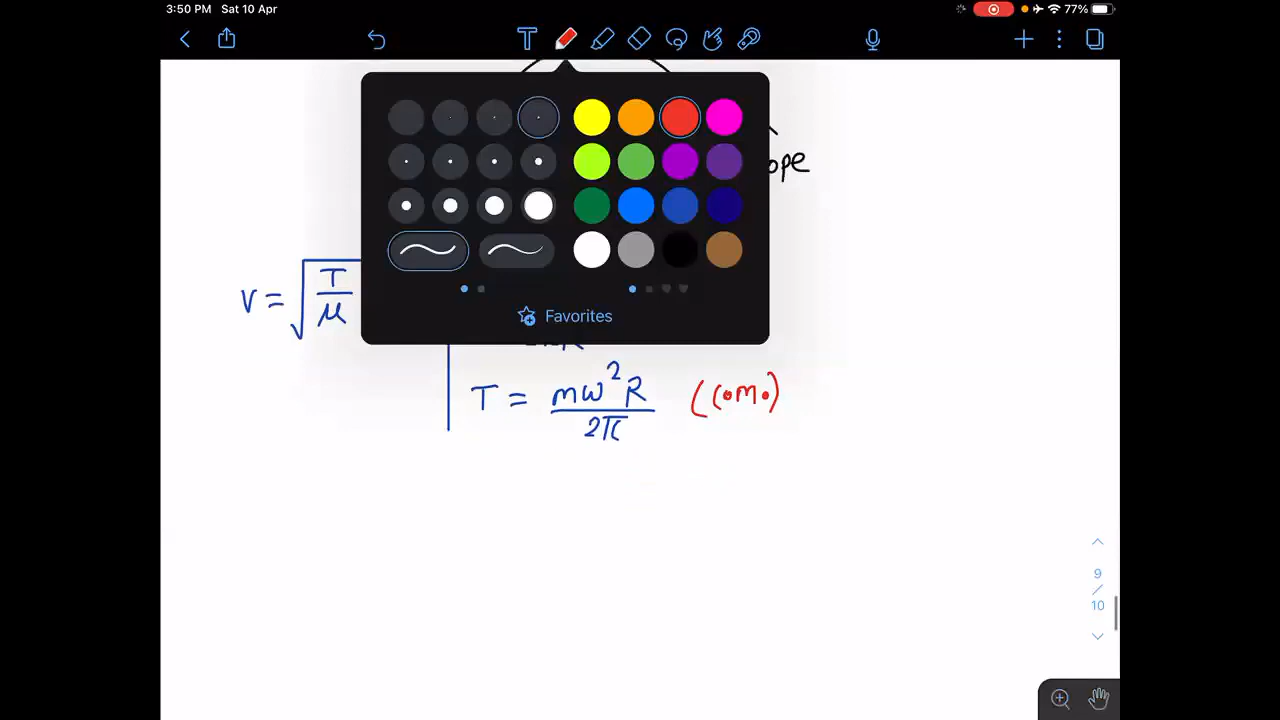 3:50 PM Sat 10 Apr 77%
T
ope
v = √(T/μ)
Favorites
T = mω²R/2π (C.M.)
9
/
10